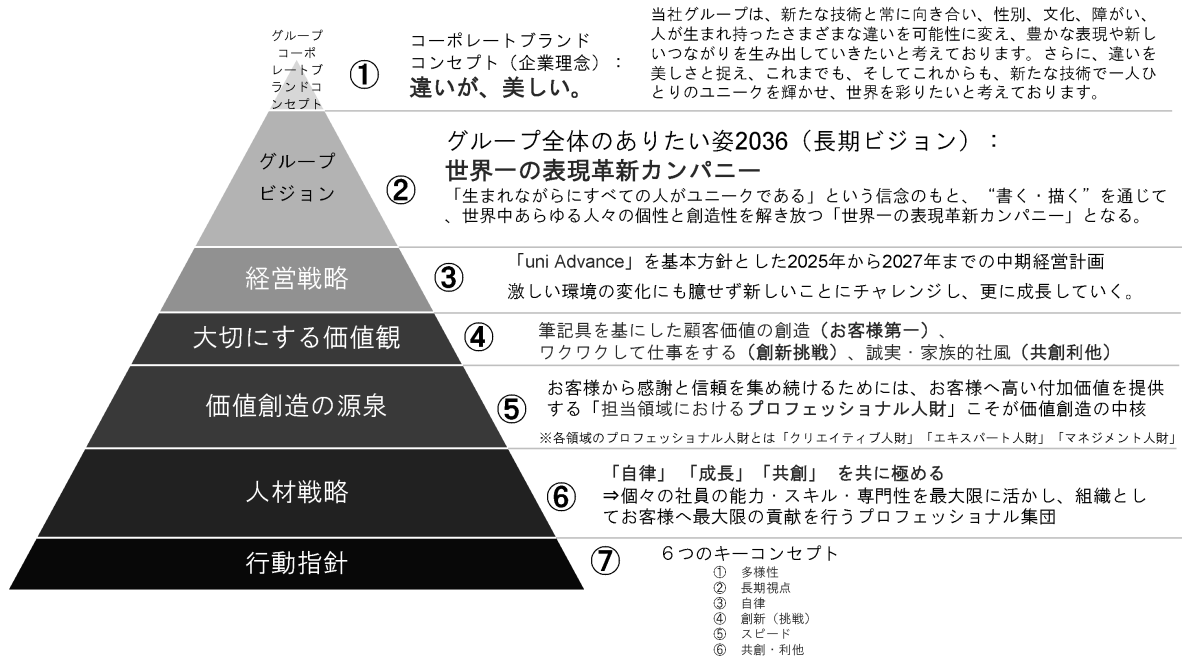 グループ
コーポ
レートブ
ランドコ
ンセプト
①
コーポレートブランド
コンセプト（企業理念）：
違いが、美しい。
当社グループは、新たな技術と常に向き合い、性別、文化、障がい、
人が生まれ持ったさまざまな違いを可能性に変え、豊かな表現や新し
いつながりを生み出していきたいと考えております。さらに、違いを
美しさと捉え、これまでも、そしてこれからも、新たな技術で一人ひ
とりのユニークを輝かせ、世界を彩りたいと考えております。
グループ
ビジョン
②
グループ全体のありたい姿2036（長期ビジョン）：
世界一の表現革新カンパニー
「生まれながらにすべての人がユニークである」という信念のもと、“書く・描く”を通じて
、世界中あらゆる人々の個性と創造性を解き放つ「世界一の表現革新カンパニー」となる。
経営戦略
③
「uni Advance」を基本方針とした2025年から2027年までの中期経営計画
激しい環境の変化にも臆せず新しいことにチャレンジし、更に成長していく。
大切にする価値観
④
筆記具を基にした顧客価値の創造（お客様第一）、
ワクワクして仕事をする（創新挑戦）、誠実・家族的社風（共創利他）
価値創造の源泉
⑤
お客様から感謝と信頼を集め続けるためには、お客様へ高い付加価値を提供
する「担当領域におけるプロフェッショナル人財」こそが価値創造の中核
※各領域のプロフェッショナル人財とは「クリエイティブ人財」「エキスパート人財」「マネジメント人財」
人材戦略
⑥
「自律」「成長」「共創」 を共に極める
⇒個々の社員の能力・スキル・専門性を最大限に活かし、組織とし
てお客様へ最大限の貢献を行うプロフェッショナル集団
行動指針
⑦
６つのキーコンセプト
① 多様性
② 長期視点
③ 自律
④ 創新（挑戦）
⑤ スピード
⑥ 共創・利他